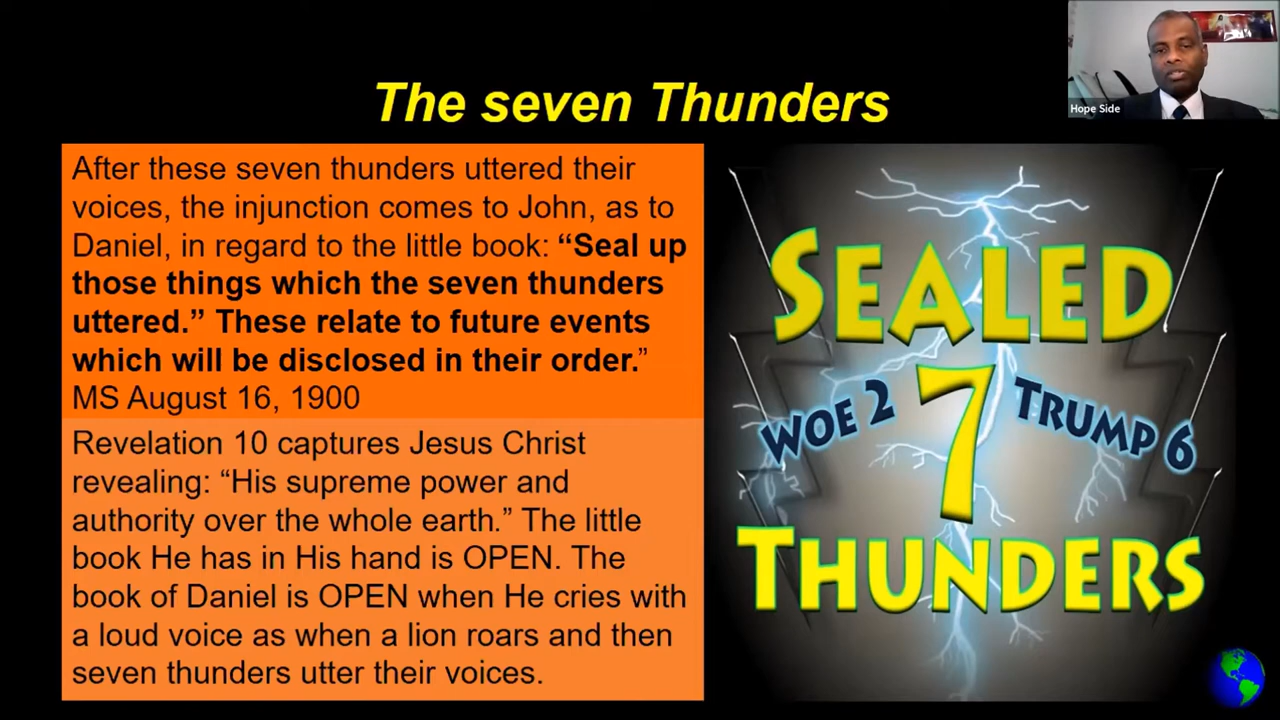 The seven Thunders
Hope Side
After these seven thunders uttered their
voices, the injunction comes to John, as to
Daniel, in regard to the little book: “Seal up
those things which the seven thunders
uttered.” These relate to future events
which will be disclosed in their order.”
MS August 16, 1900
Revelation 10 captures Jesus Christ
revealing: “His supreme power and
authority over the whole earth.” The little
book He has in His hand is OPEN. The
book of Daniel is OPEN when He cries with
a loud voice as when a lion roars and then
seven thunders utter their voices.
SEALED
WOE 2 7 TRUMP 6
THUNDERS